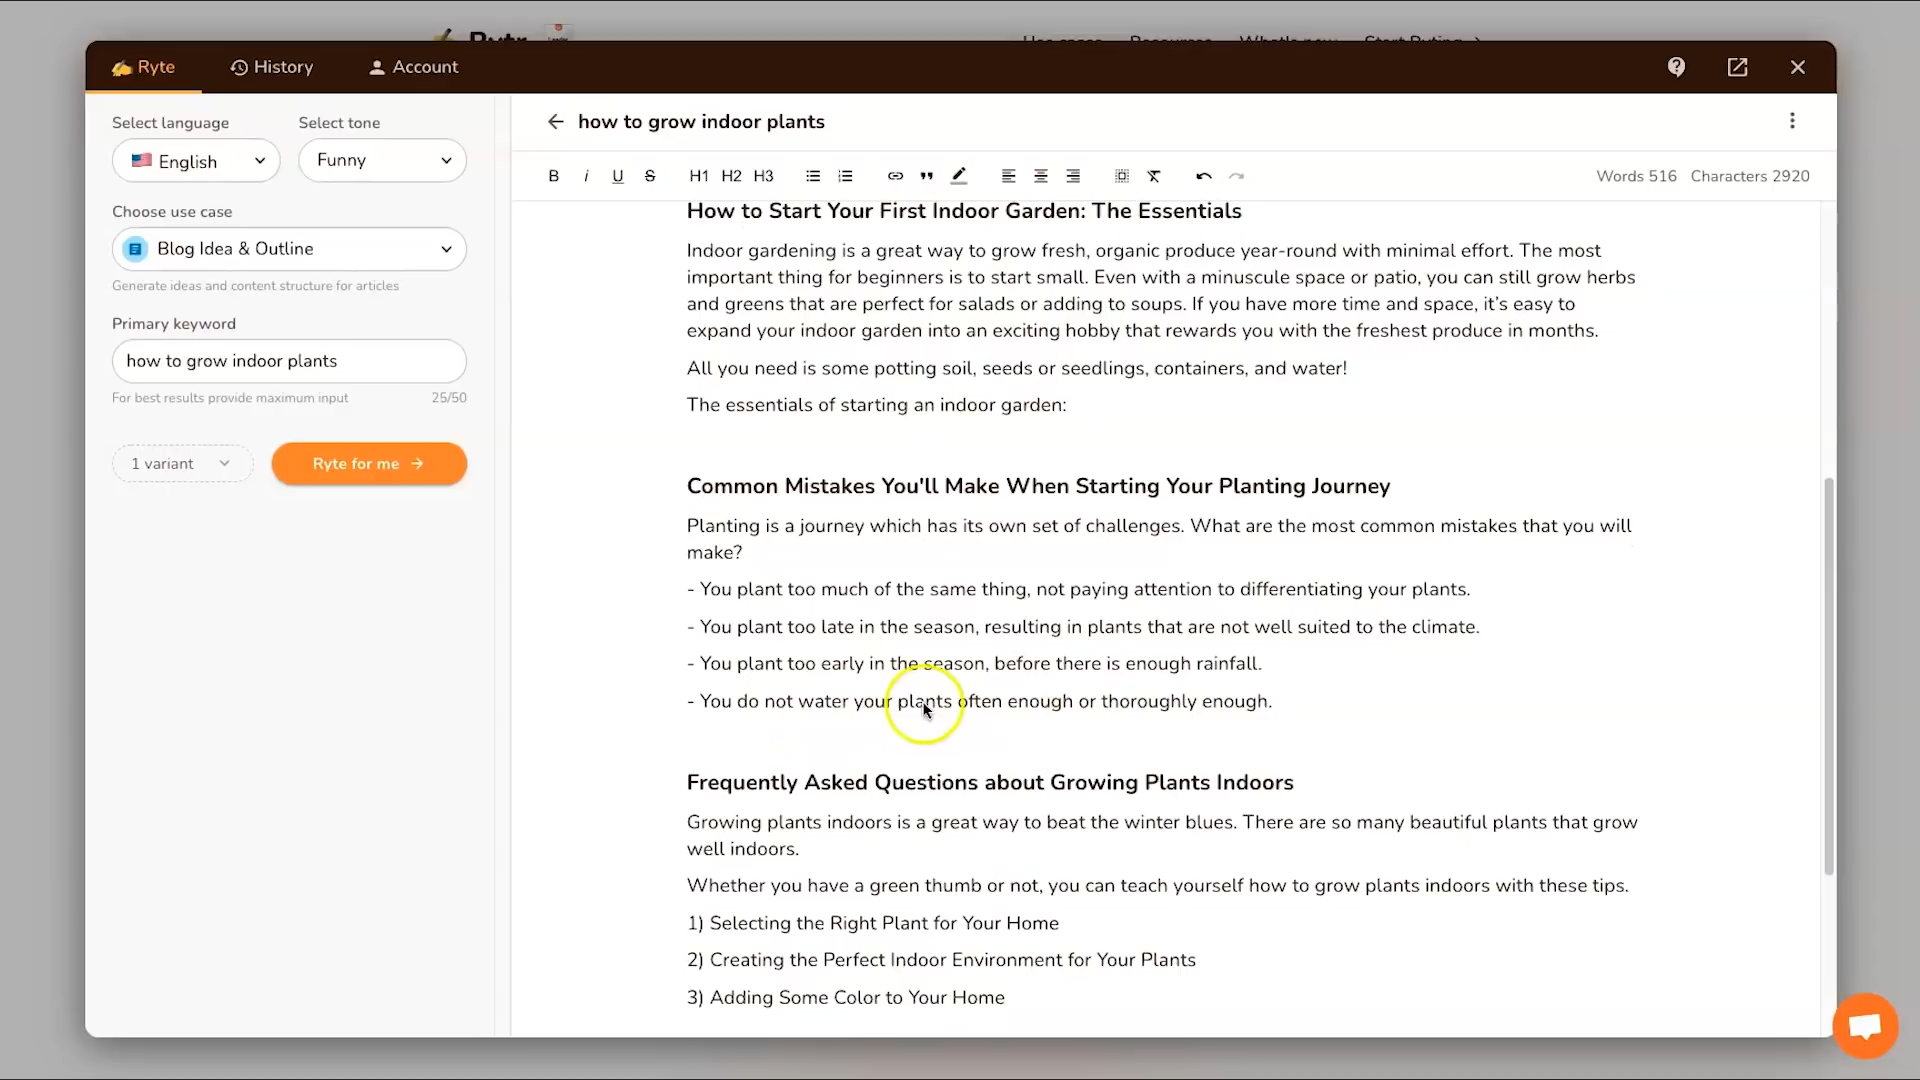 Rytr
Use cases Resources What's new Start Ryting
Ryte History Account
Select language Select tone
English Funny
Choose use case
Blog Idea & Outline
Generate ideas and content structure for articles
Primary keyword
how to grow indoor plants
For best results provide maximum input 25/50
1 variant Ryte for me →
← how to grow indoor plants
B i U S H1 H2 H3 Words 516 Characters 2920
How to Start Your First Indoor Garden: The Essentials
Indoor gardening is a great way to grow fresh, organic produce year-round with minimal effort. The most
important thing for beginners is to start small. Even with a minuscule space or patio, you can still grow herbs
and greens that are perfect for salads or adding to soups. If you have more time and space, it's easy to
expand your indoor garden into an exciting hobby that rewards you with the freshest produce in months.
All you need is some potting soil, seeds or seedlings, containers, and water!
The essentials of starting an indoor garden:
Common Mistakes You'll Make When Starting Your Planting Journey
Planting is a journey which has its own set of challenges. What are the most common mistakes that you will
make?
- You plant too much of the same thing, not paying attention to differentiating your plants.
- You plant too late in the season, resulting in plants that are not well suited to the climate.
- You plant too early in the season, before there is enough rainfall.
- You do not water your plants often enough or thoroughly enough.
Frequently Asked Questions about Growing Plants Indoors
Growing plants indoors is a great way to beat the winter blues. There are so many beautiful plants that grow
well indoors.
Whether you have a green thumb or not, you can teach yourself how to grow plants indoors with these tips.
1) Selecting the Right Plant for Your Home
2) Creating the Perfect Indoor Environment for Your Plants
3) Adding Some Color to Your Home